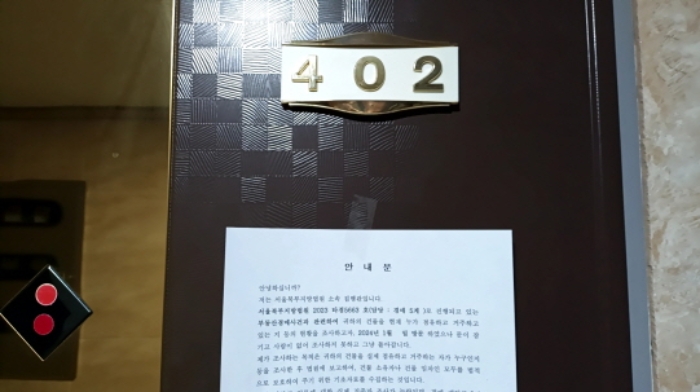 402
안 내 문
안녕하십니까?
저는 서울북부지방법원 소속 집행관입니다.
서울북부지방법원 2023 타경 호(담당 : 경매 계 )로 진행되고 있는
부동산경매사건과 관련하여 귀하의 건물을 현재 누가 점유하고 거주하고
있는 지 등의 현황을 조사하고자, 2024년 월 일 방문 하였으나 문이 잠
기고 사람이 없어 조사하지 못하고 그냥 돌아갑니다.
제가 조사하는 목적은 귀하의 건물을 실제 점유하고 거주하는 자가 누구인지
등을 조사한 후 법원에 보고하여, 건물 소유자나 건물 임차인 모두를 법적
으로 보호하여 주기 위한 기초자료를 수집하는 것입니다.